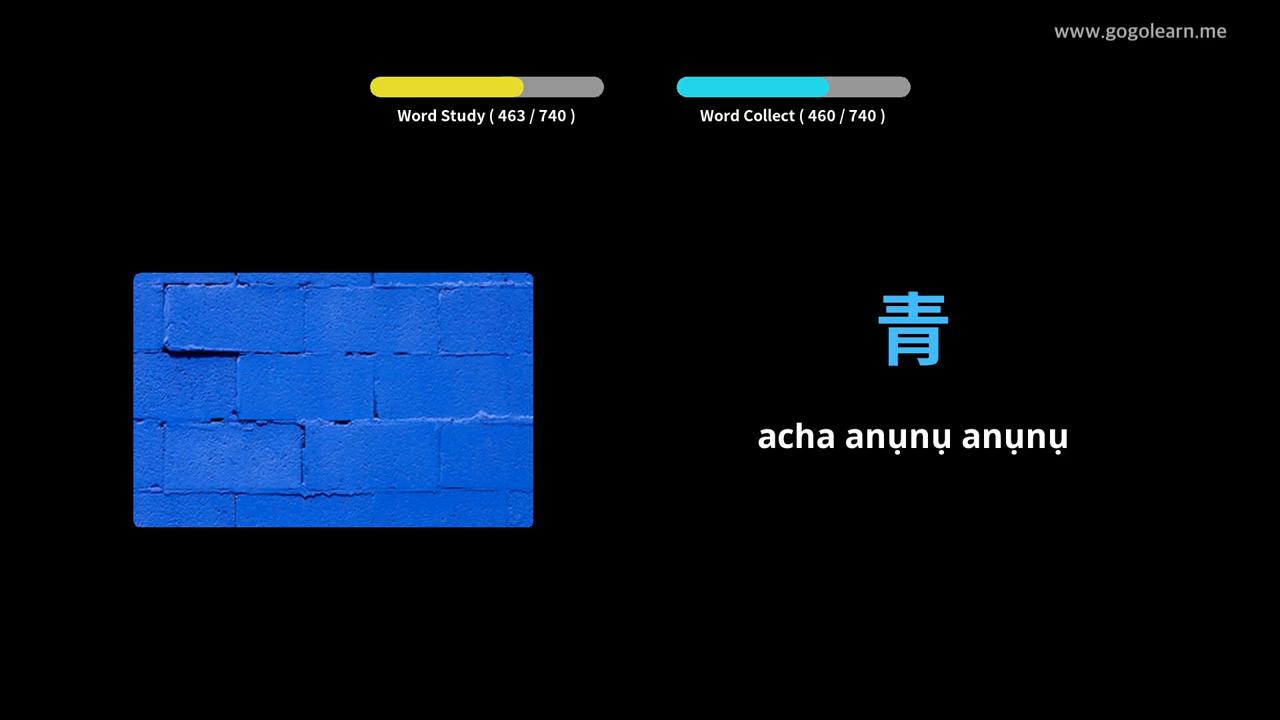 www.gogolearn.me
Word Study ( 463 / 740 )
Word Collect ( 460 / 740 )
青
acha anụnụ anụnụ